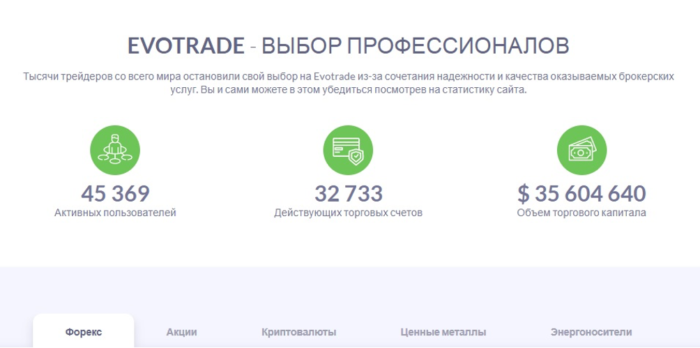 EVOTRADE - ВЫБОР ПРОФЕССИОНАЛОВ
Тысячи трейдеров со всего мира остановили свой выбор на Evotrade из-за сочетания надежности и качества оказываемых брокерских
услуг. Вы и сами можете в этом убедиться посмотрев на статистику сайта.
45 369 32 733 $ 35 604 640
Активных пользователей Действующих торговых счетов Объем торгового капитала
Форекс Акции Криптовалюты Ценные металлы Энергоносители